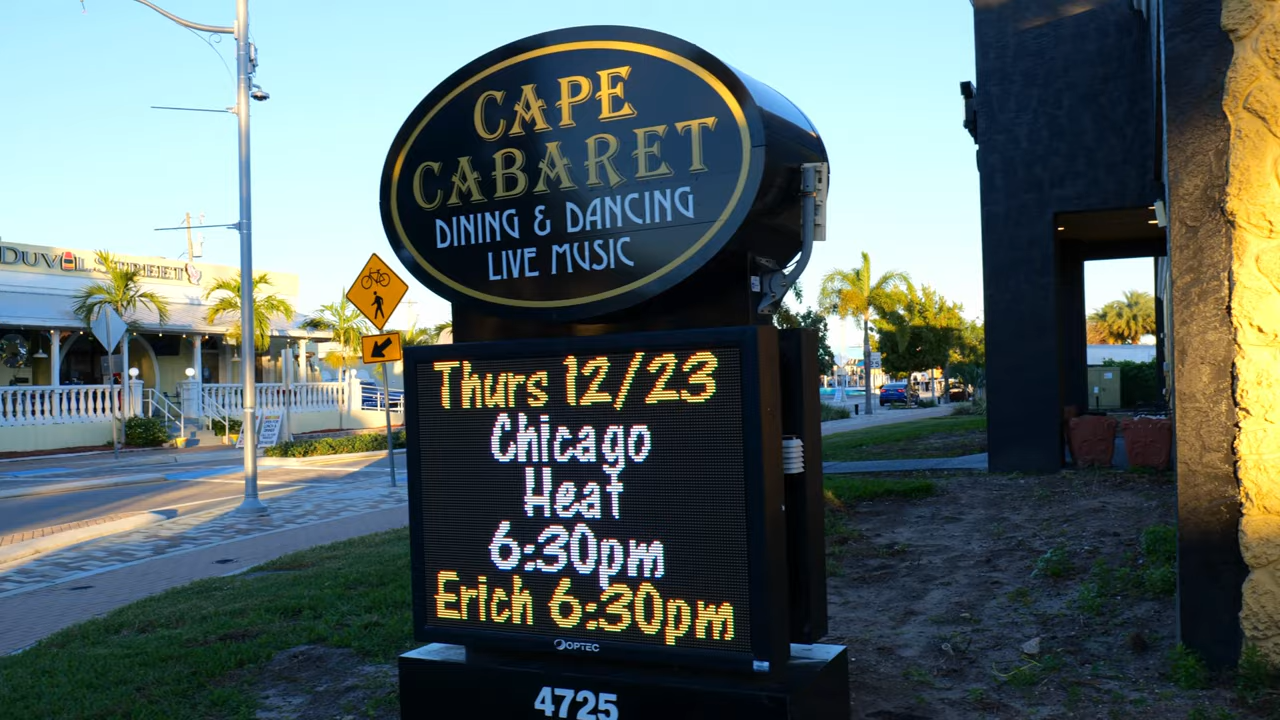 CAPE
CABARET
DINING & DANCING
LIVE MUSIC
DUVAL STREET
Thurs 12/23
Chicago
Heat
6:30pm
Erich 6:30pm
OPTEC
4725